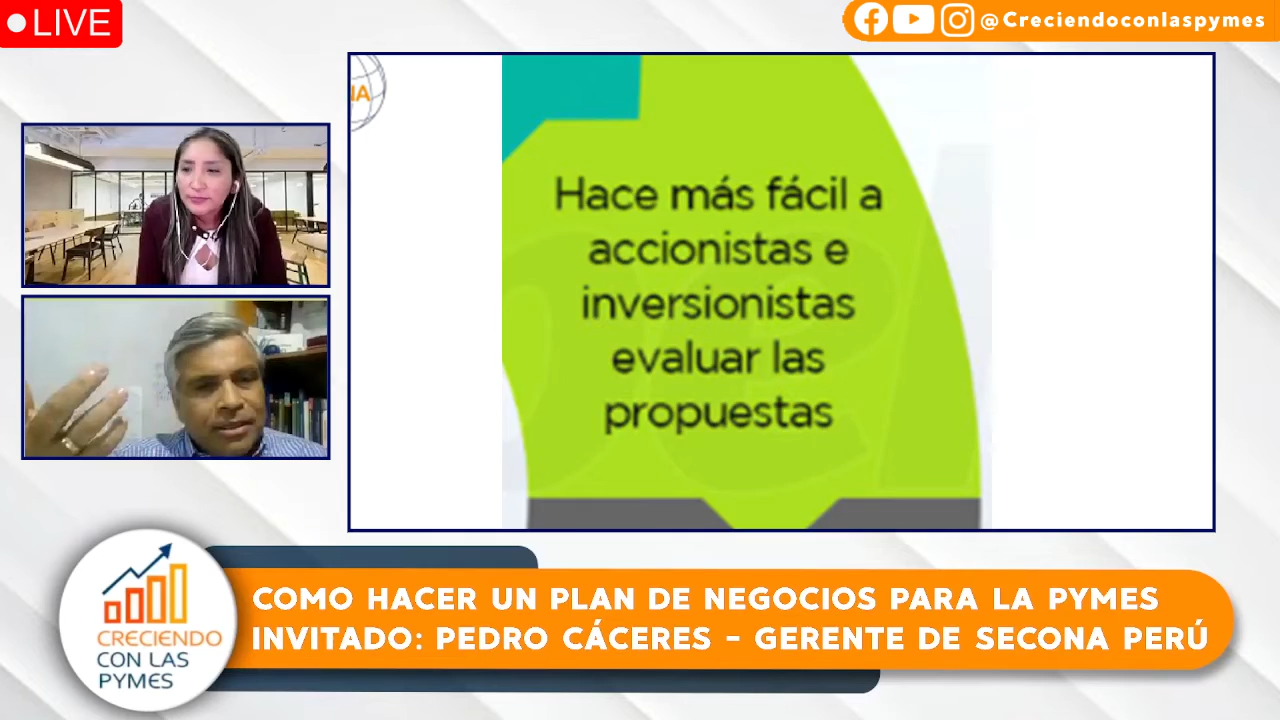 LIVE
@Creciendoconlaspymes
Hace más fácil a
accionistas e
inversionistas
evaluar las
propuestas
COMO HACER UN PLAN DE NEGOCIOS PARA LA PYMES
INVITADO: PEDRO CÁCERES - GERENTE DE SECONA PERÚ
CRECIENDO
CON LAS
PYMES